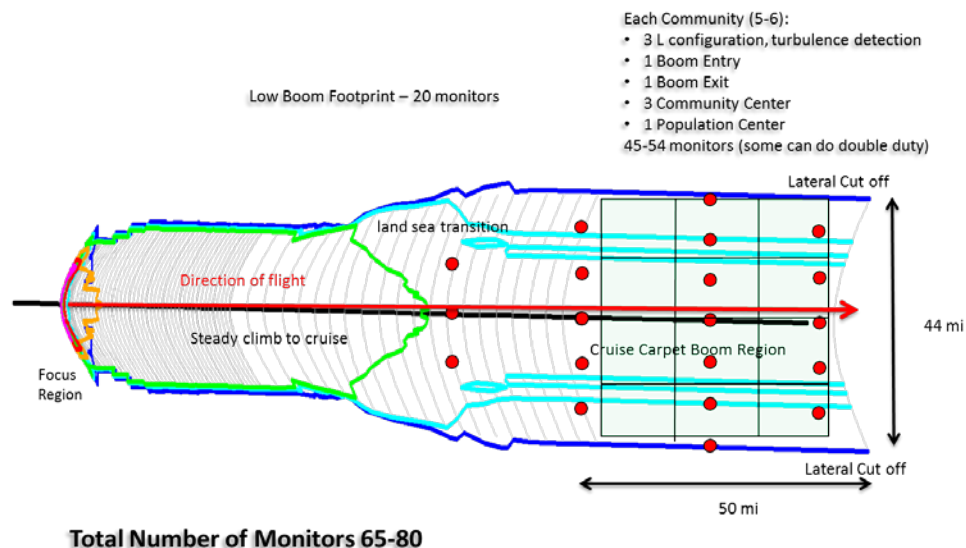 Each Community (5-6):
• 3 L configuration, turbulence detection
• 1 Boom Entry
• 1 Boom Exit
• 3 Community Center
• 1 Population Center
45-54 monitors (some can do double duty)
Low Boom Footprint – 20 monitors
Lateral Cut off
land sea transition
Direction of flight
Steady climb to cruise
44 mi
Cruise Carpet Boom Region
Focus
Region
Lateral Cut off
50 mi
Total Number of Monitors 65-80